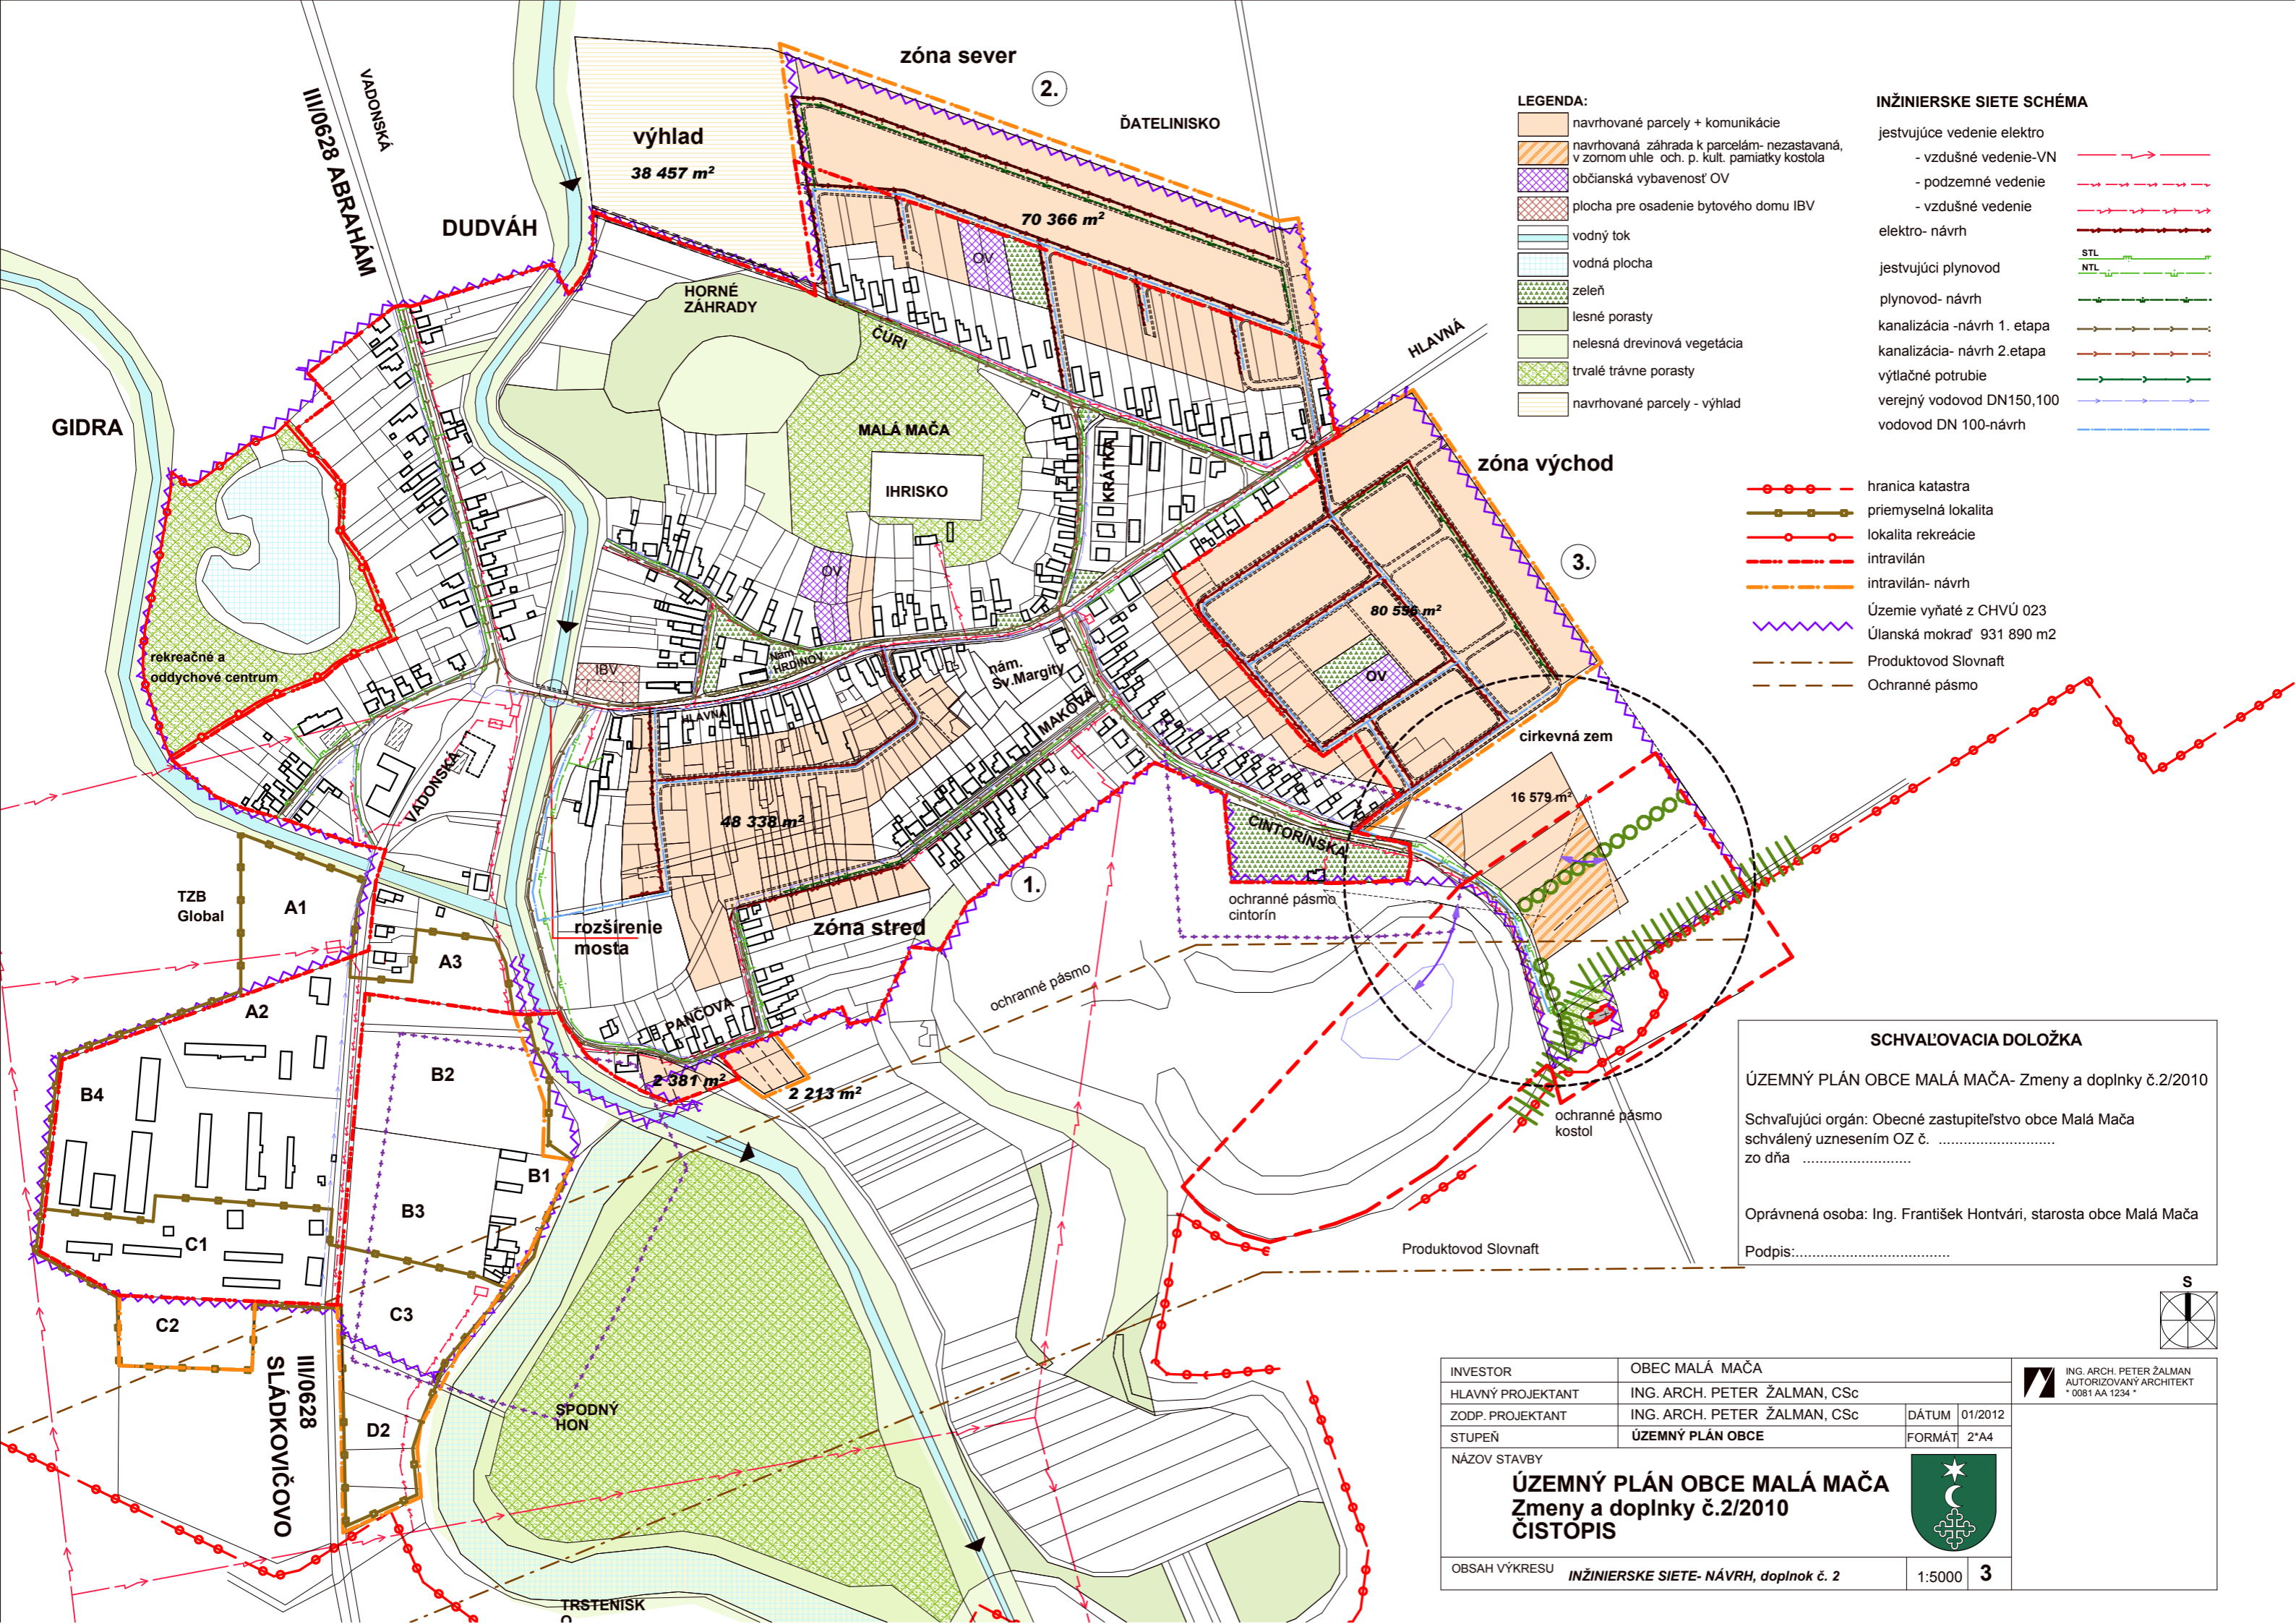 zóna sever
2.
VADONSKÁ
III/0628 ABRAHÁM
výhlad
38 457 m²
ĎATELINISKO
DUDVÁH
70 366 m²
OV
HORNÉ
ZÁHRADY
ČÚRI
HLAVNÁ
GIDRA
MALÁ MAČA
KRÁTKA
IHRISKO
zóna východ
3.
OV
80 556 m²
OV
rekreačné a
oddychové centrum
IBV
Nám.
HRDINOV
nám.
Sv.Margity
HLAVNÁ
MAKOVÁ
VADONSKÁ
cirkevná zem
16 579 m²
48 338 m²
CINTORÍNSKA
1.
TZB
Global
A1
ochranné pásmo
cintorín
rozšírenie
mosta
zóna stred
A3
ochranné pásmo
A2
PANČOVA
B4
B2
2 381 m²
2 213 m²
ochranné pásmo
kostol
B1
B3
C1
Produktovod Slovnaft
C3
C2
III/0628
SLÁDKOVIČOVO
D2
SPODNÝ
HON
TRSTENISK
LEGENDA:
navrhované parcely + komunikácie
navrhovaná záhrada k parcelám- nezastavaná,
v zornom uhle och. p. kult. pamiatky kostola
občianská vybavenosť OV
plocha pre osadenie bytového domu IBV
vodný tok
vodná plocha
zeleň
lesné porasty
nelesná drevinová vegetácia
trvalé trávne porasty
navrhované parcely - výhlad
INŽINIERSKE SIETE SCHÉMA
jestvujúce vedenie elektro
- vzdušné vedenie-VN
- podzemné vedenie
- vzdušné vedenie
elektro- návrh
jestvujúci plynovod
STL
NTL
plynovod- návrh
kanalizácia -návrh 1. etapa
kanalizácia- návrh 2.etapa
výtlačné potrubie
verejný vodovod DN150,100
vodovod DN 100-návrh
hranica katastra
priemyselná lokalita
lokalita rekreácie
intravilán
intravilán- návrh
Územie vyňaté z CHVÚ 023
Úlanská mokraď 931 890 m2
Produktovod Slovnaft
Ochranné pásmo
SCHVAĽOVACIA DOLOŽKA
ÚZEMNÝ PLÁN OBCE MALÁ MAČA- Zmeny a doplnky č.2/2010
Schvaľujúci orgán: Obecné zastupiteľstvo obce Malá Mača
schválený uznesením OZ č. ............................
zo dňa ..........................
Oprávnená osoba: Ing. František Hontvári, starosta obce Malá Mača
Podpis:.....................................
S
INVESTOR OBEC MALÁ MAČA
HLAVNÝ PROJEKTANT ING. ARCH. PETER ŽALMAN, CSc
ZODP. PROJEKTANT ING. ARCH. PETER ŽALMAN, CSc DÁTUM 01/2012
STUPEŇ ÚZEMNÝ PLÁN OBCE FORMÁT 2*A4
ING. ARCH. PETER ŽALMAN
AUTORIZOVANÝ ARCHITEKT
* 0081 AA 1234 *
NÁZOV STAVBY
ÚZEMNÝ PLÁN OBCE MALÁ MAČA
Zmeny a doplnky č.2/2010
ČISTOPIS
OBSAH VÝKRESU INŽINIERSKE SIETE- NÁVRH, doplnok č. 2 1:5000 3